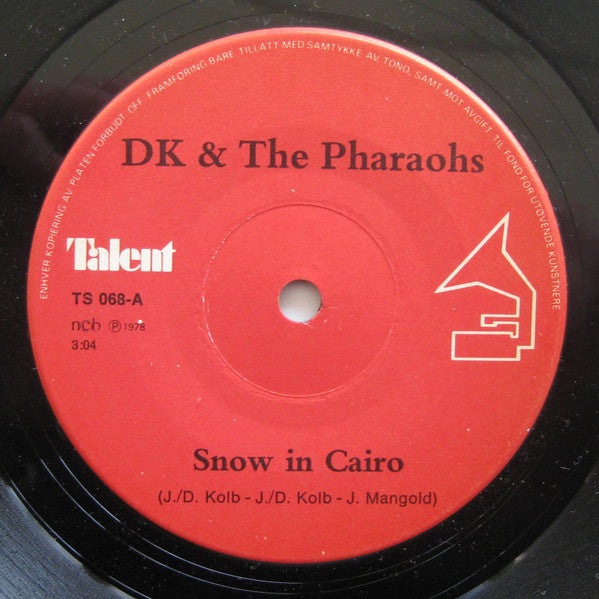 ENHVER KOPIERING AV PLATEN FORBUDT. OFF. FRAMFØRING BARE TILLATT MED SAMTYKKE AV TONO, SAMT MOT AVGIFT TIL FOND FOR UTØVENDE KUNSTNERE
DK & The Pharaohs
Talent
TS 068-A
ncb Ⓟ 1978
3:04
Snow in Cairo
(J./D. Kolb - J./D. Kolb - J. Mangold)